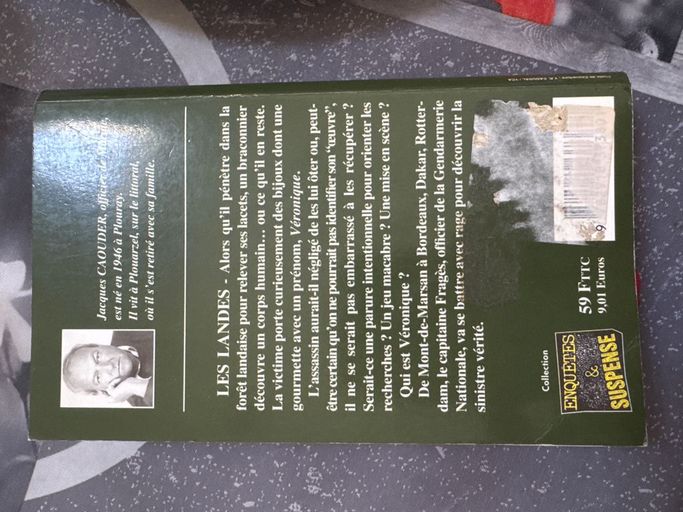 Jacques CAOUDER, officier de
est né en 1946 à Plouray.
Il vit à Plouarzel, sur le littoral,
où il s'est retiré avec sa famille.
LES LANDES - Alors qu'il pénètre dans la
forêt landaise pour relever ses lacets, un braconnier
découvre un corps humain... ou ce qu'il en reste.
La victime porte curieusement des bijoux dont une
gourmette avec un prénom, Véronique.
L'assassin aurait-il négligé de les lui ôter ou, peut-
être certain qu'on ne pourrait pas identifier son "œuvre",
il ne se serait pas embarrassé à les récupérer ?
Serait-ce une parure intentionnelle pour orienter les
recherches ? Un jeu macabre ? Une mise en scène ?
Qui est Véronique ?
De Mont-de-Marsan à Bordeaux, Dakar, Rotter-
dam, le capitaine Fragès, officier de la Gendarmerie
Nationale, va se battre avec rage pour découvrir la
sinistre vérité.
Collection
ENQUÊTES
&
SUSPENSE
59 FTTC
9,01 Euros
9